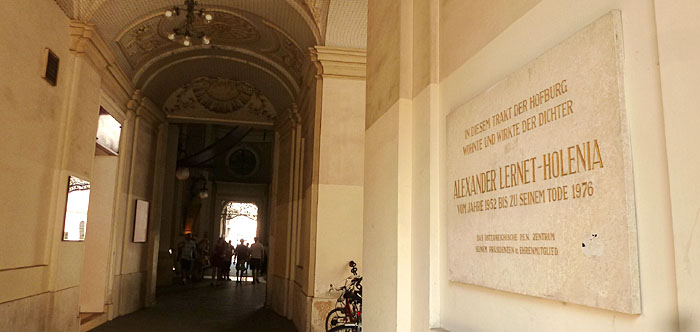 IN DIESEM TRAKT DER HOFBURG
WOHNTE UND WIRKTE DER DICHTER
ALEXANDER LERNET-HOLENIA
VOM JAHRE 1952 BIS ZU SEINEM TODE 1976
DAS ÖSTERREICHISCHE P.E.N. ZENTRUM
SEINEM PRÄSIDENTEN U. EHRENMITGLIED